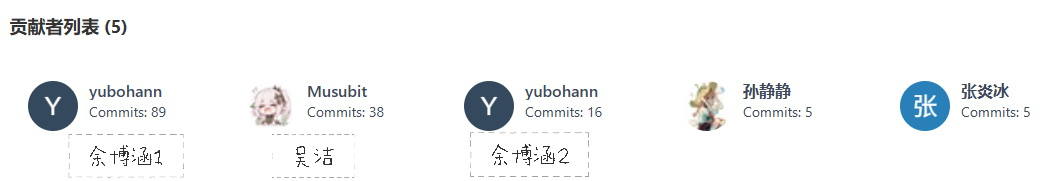 贡献者列表 (5)
Y yubohann Musubit Y yubohann 孙静静 张 张炎冰
Commits: 89 Commits: 38 Commits: 16 Commits: 5 Commits: 5
余博涵1 吴洁 余博涵2